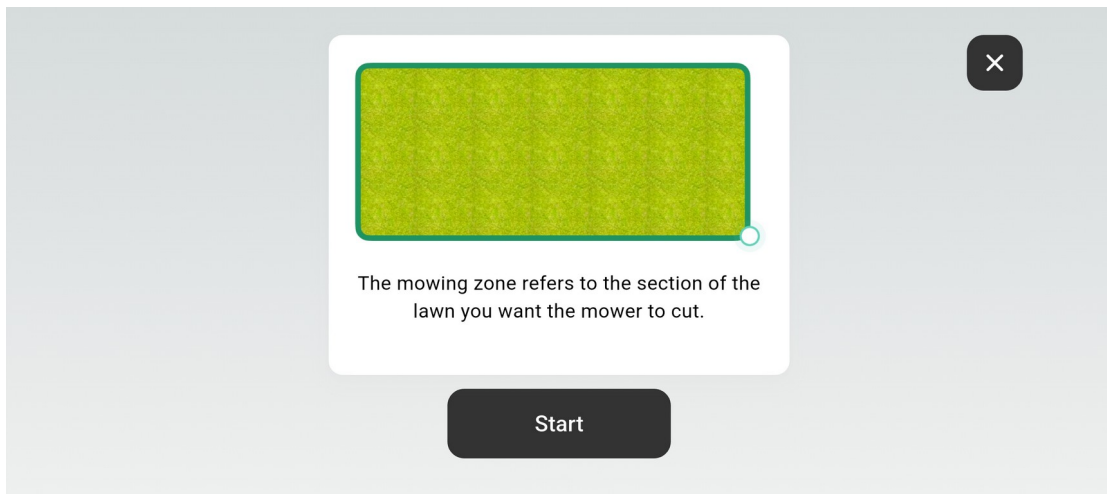 The mowing zone refers to the section of the
lawn you want the mower to cut.
Start